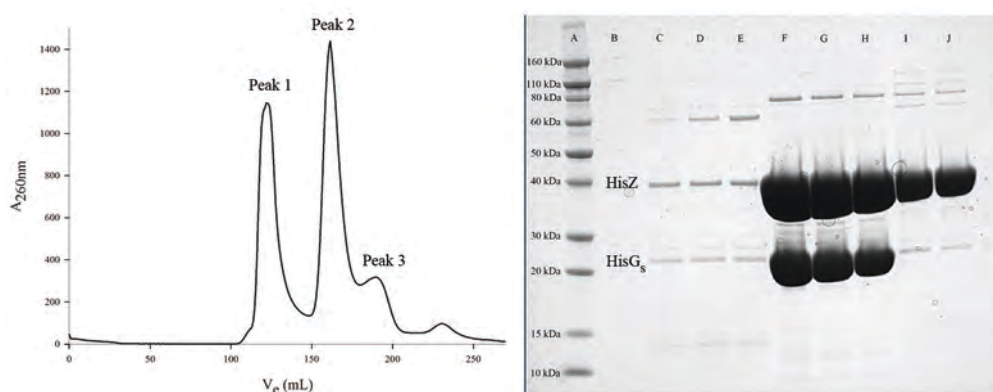 Peak 2
Peak 1
Peak 3
1400
1200
1000
800
600
400
200
0
A260nm
0
50
100
150
200
250
Ve (mL)
A B C D E F G H I J
160 kDa
110 kDa
80 kDa
60 kDa
50 kDa
40 kDa
30 kDa
20 kDa
15 kDa
10 kDa
HisZ
HisGs